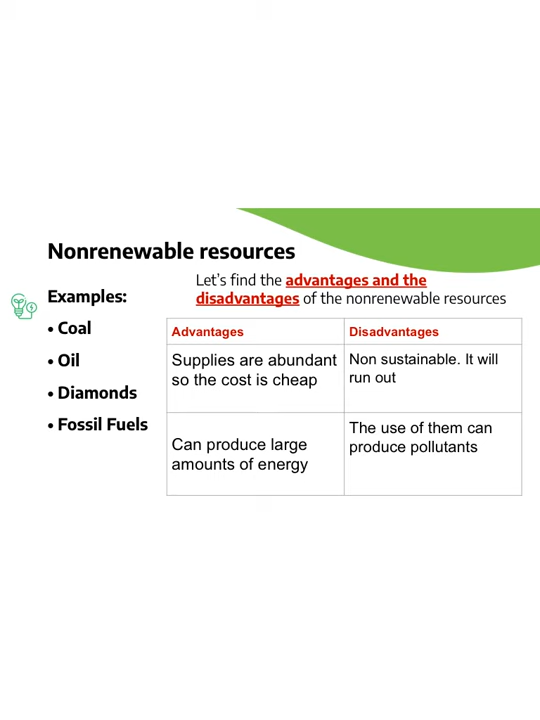 Nonrenewable resources
Let's find the advantages and the
disadvantages of the nonrenewable resources
Examples:
• Coal
• Oil
• Diamonds
• Fossil Fuels
Advantages
Disadvantages
Supplies are abundant
so the cost is cheap
Non sustainable. It will
run out
Can produce large
amounts of energy
The use of them can
produce pollutants